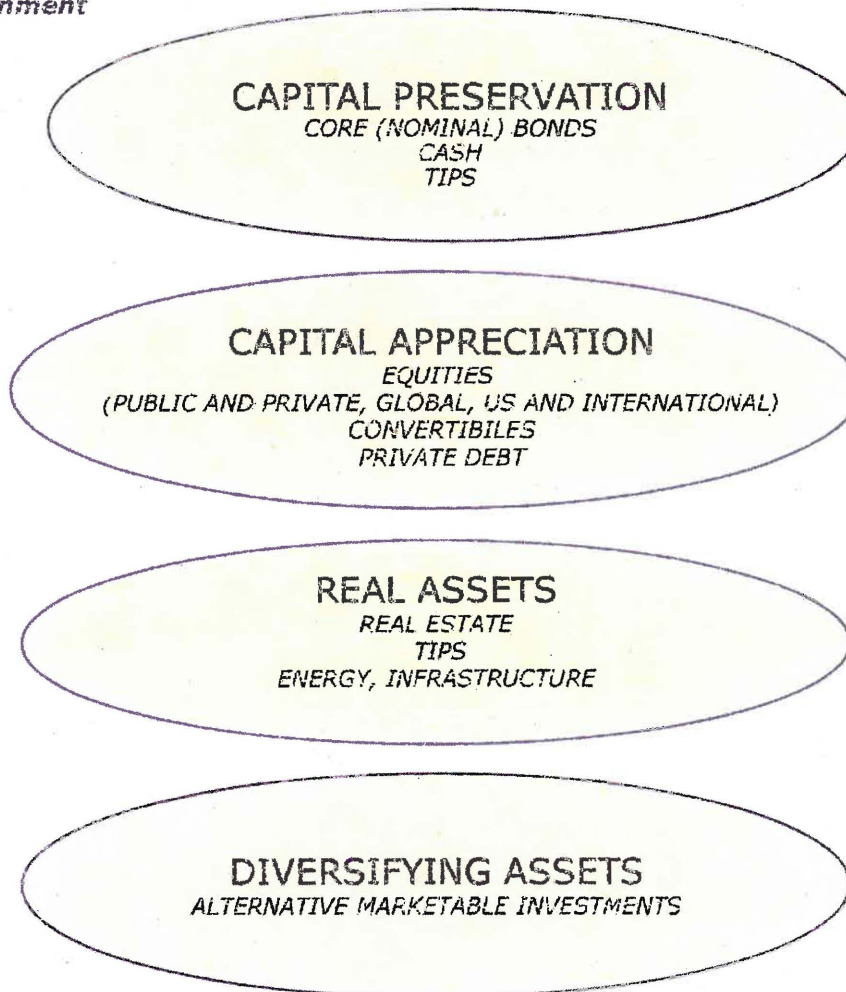 CAPITAL PRESERVATION
CORE (NOMINAL) BONDS
CASH
TIPS
CAPITAL APPRECIATION
EQUITIES
(PUBLIC AND PRIVATE, GLOBAL, US AND INTERNATIONAL)
CONVERTIBILES
PRIVATE DEBT
REAL ASSETS
REAL ESTATE
TIPS
ENERGY, INFRASTRUCTURE
DIVERSIFYING ASSETS
ALTERNATIVE MARKETABLE INVESTMENTS